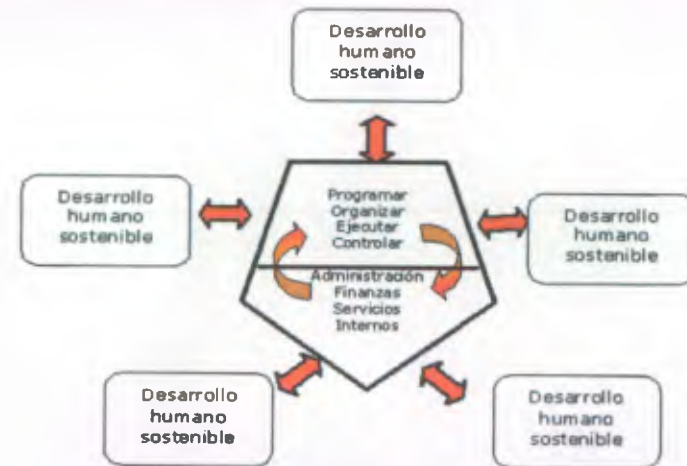 Desarrollo
humano
sostenible
Desarrollo
humano
sostenible
Programar
Organizar
Ejecutar
Controlar
Desarrollo
humano
sostenible
Administración
Finanzas
Servicios
Internos
Desarrollo
humano
sostenible
Desarrollo
humano
sostenible